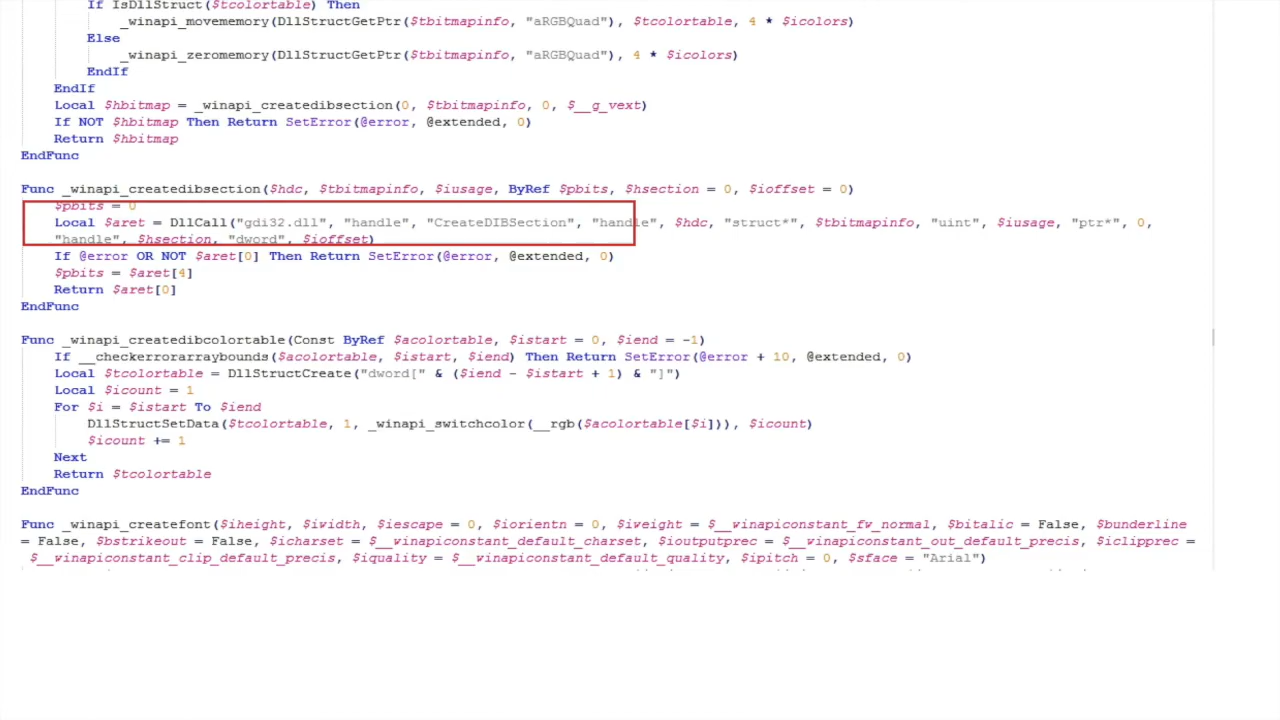 If IsDllStruct($tcolortable) Then
_winapi_movememory(DllStructGetPtr($tbitmapinfo, "aRGBQuad"), $tcolortable, 4 * $icolors)
Else
_winapi_zeromemory(DllStructGetPtr($tbitmapinfo, "aRGBQuad"), 4 * $icolors)
EndIf
EndIf
Local $hbitmap = _winapi_createdibsection(0, $tbitmapinfo, 0, $__g_vext)
If NOT $hbitmap Then Return SetError(@error, @extended, 0)
Return $hbitmap
EndFunc
Func _winapi_createdibsection($hdc, $tbitmapinfo, $iusage, ByRef $pbits, $hsection = 0, $ioffset = 0)
$pbits = 0
Local $aret = DllCall("gdi32.dll", "handle", "CreateDIBSection", "handle", $hdc, "struct*", $tbitmapinfo, "uint", $iusage, "ptr*", 0,
"handle", $hsection, "dword", $ioffset)
If @error OR NOT $aret[0] Then Return SetError(@error, @extended, 0)
$pbits = $aret[4]
Return $aret[0]
EndFunc
Func _winapi_createdibcolortable(Const ByRef $acolortable, $istart = 0, $iend = -1)
If __checkerrorarraybounds($acolortable, $istart, $iend) Then Return SetError(@error + 10, @extended, 0)
Local $tcolortable = DllStructCreate("dword[" & ($iend - $istart + 1) & "]")
Local $icount = 1
For $i = $istart To $iend
DllStructSetData($tcolortable, 1, _winapi_switchcolor(__rgb($acolortable[$i])), $icount)
$icount += 1
Next
Return $tcolortable
EndFunc
Func _winapi_createfont($iheight, $iwidth, $iescape = 0, $iorientn = 0, $iweight = $__winapiconstant_fw_normal, $bitalic = False, $bunderline
= False, $bstrikeout = False, $icharset = $__winapiconstant_default_charset, $ioutputprec = $__winapiconstant_out_default_precis, $iclipprec =
$__winapiconstant_clip_default_precis, $iquality = $__winapiconstant_default_quality, $ipitch = 0, $sface = "Arial")